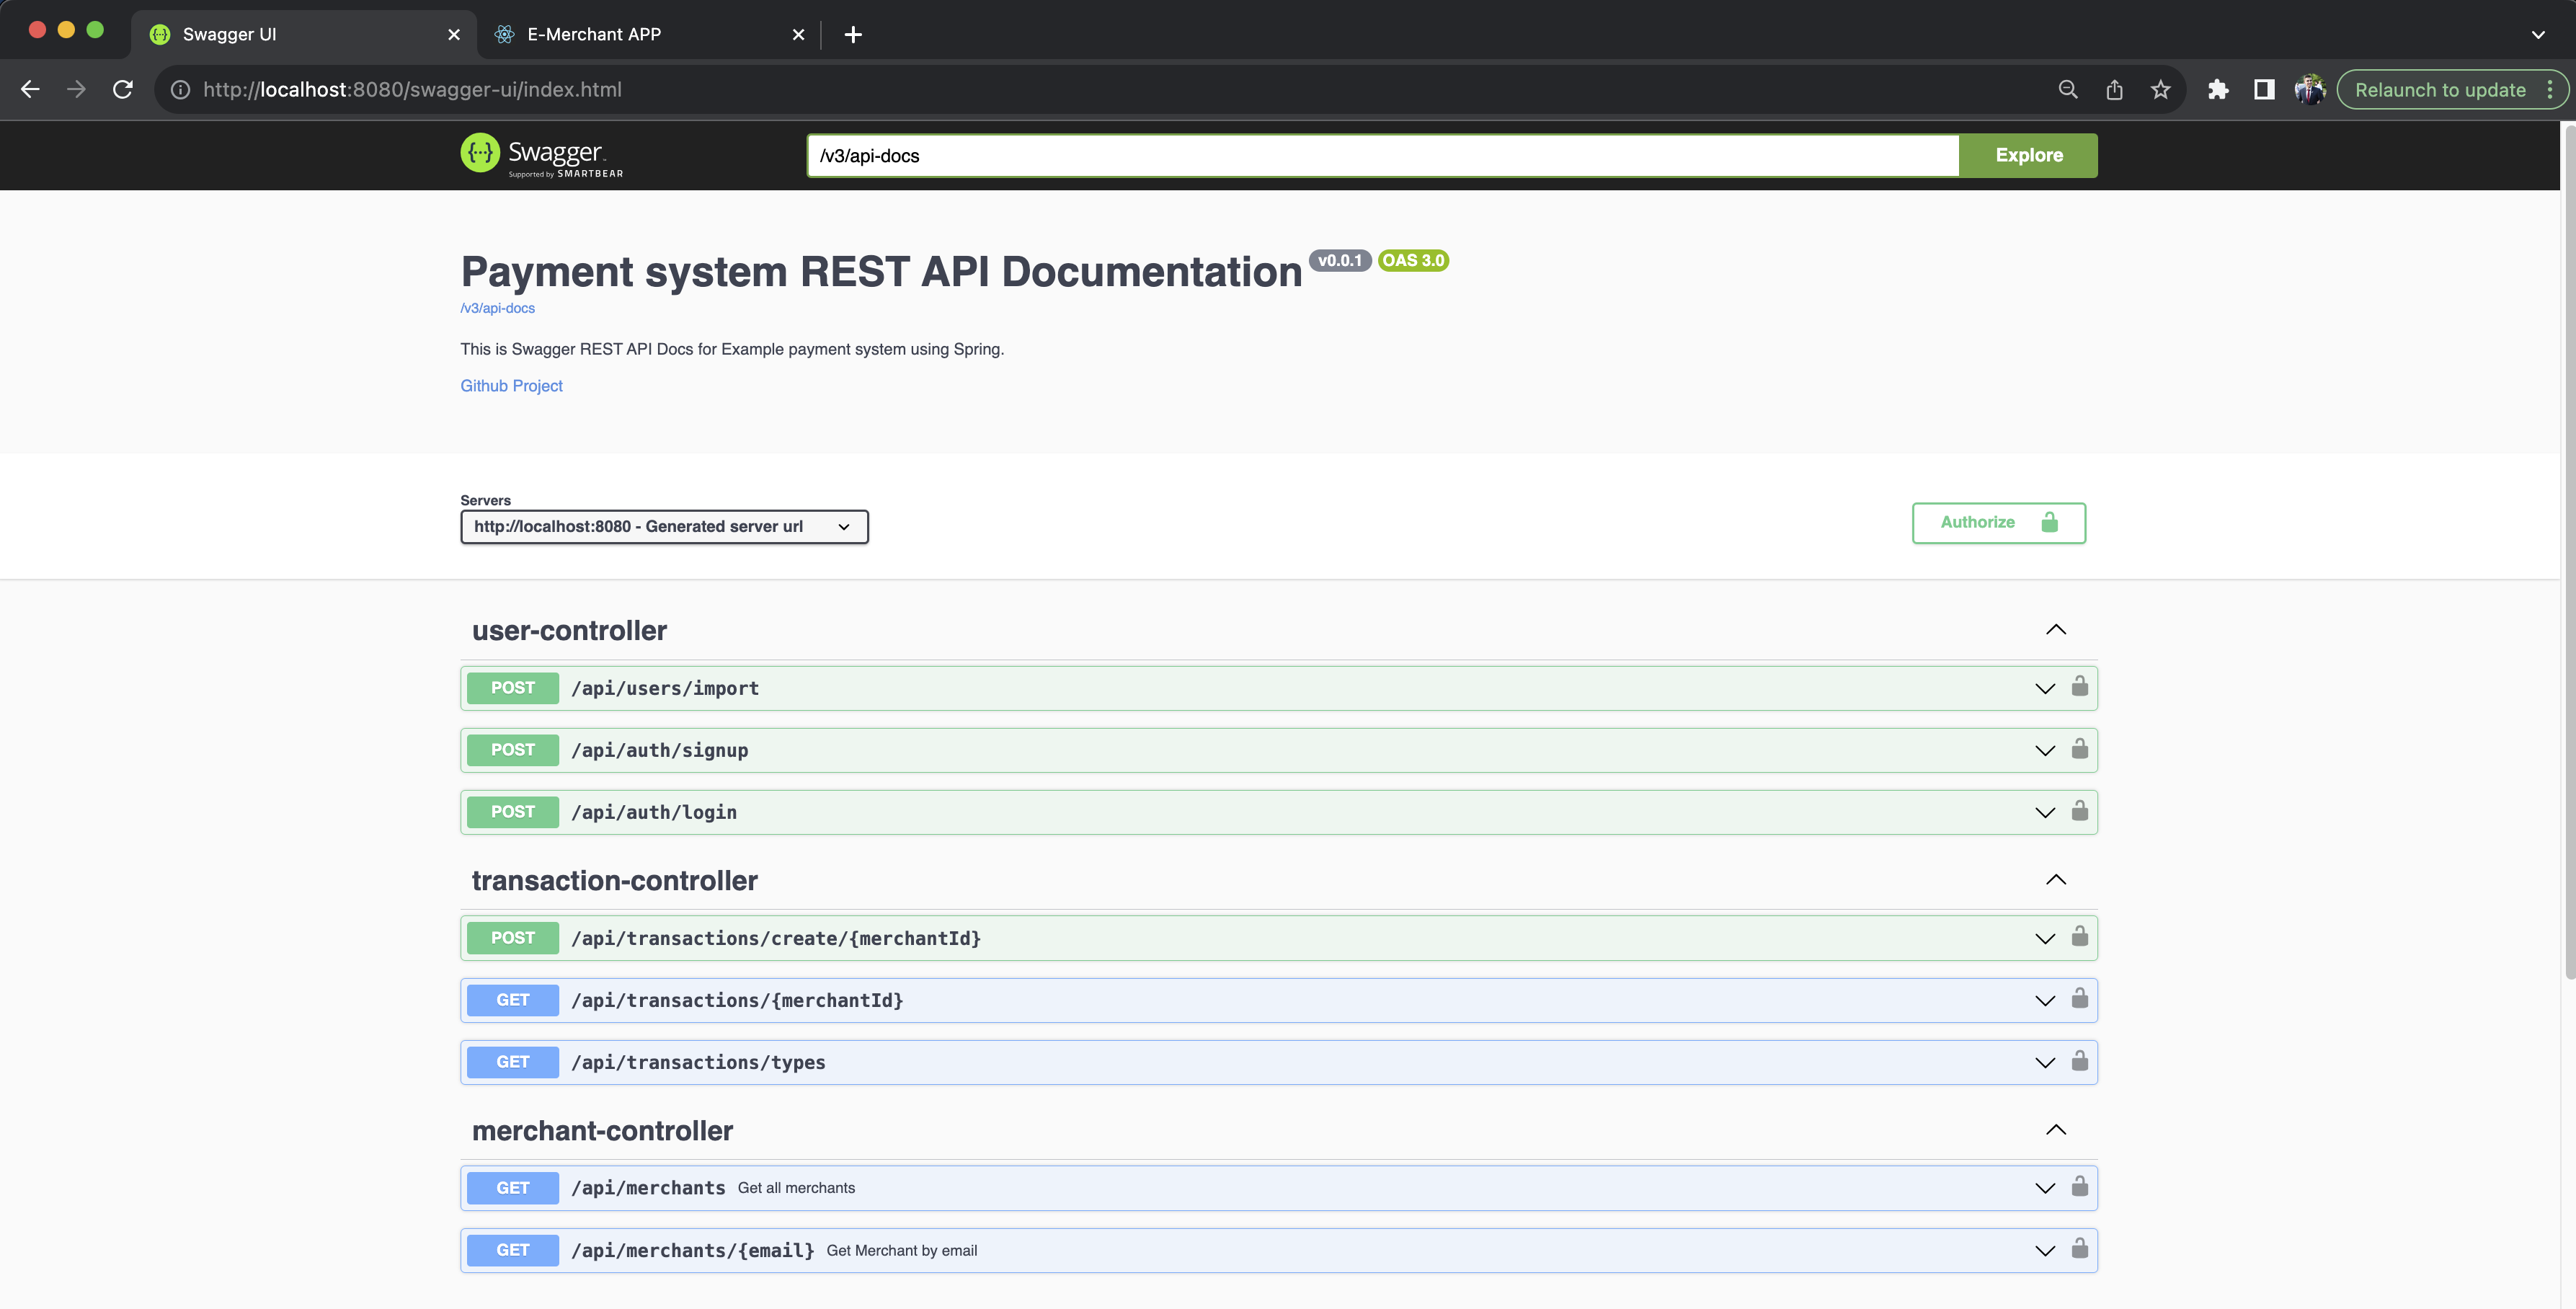 Swagger UI
E-Merchant APP
http://localhost:8080/swagger-ui/index.html
Relaunch to update
Swagger
Supported by SMARTBEAR
/v3/api-docs
Explore
Payment system REST API Documentation v0.0.1 OAS 3.0
/v3/api-docs
This is Swagger REST API Docs for Example payment system using Spring.
Github Project
Servers
http://localhost:8080 - Generated server url
Authorize
user-controller
POST /api/users/import
POST /api/auth/signup
POST /api/auth/login
transaction-controller
POST /api/transactions/create/{merchantId}
GET /api/transactions/{merchantId}
GET /api/transactions/types
merchant-controller
GET /api/merchants Get all merchants
GET /api/merchants/{email} Get Merchant by email